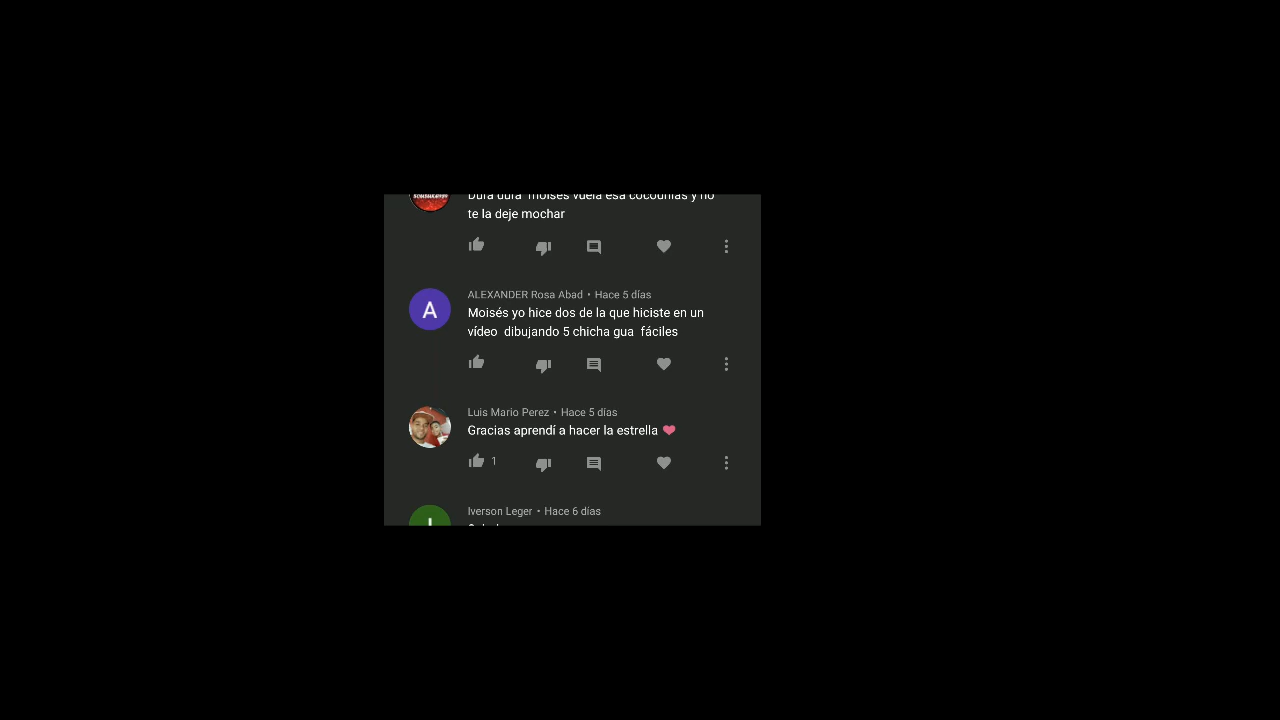 Dura dura moises vuela esa cocounias y no
te la deje mochar
ALEXANDER Rosa Abad • Hace 5 días
Moisés yo hice dos de la que hiciste en un
vídeo dibujando 5 chicha gua fáciles
Luis Mario Perez • Hace 5 días
Gracias aprendí a hacer la estrella
1
Iverson Leger • Hace 6 días